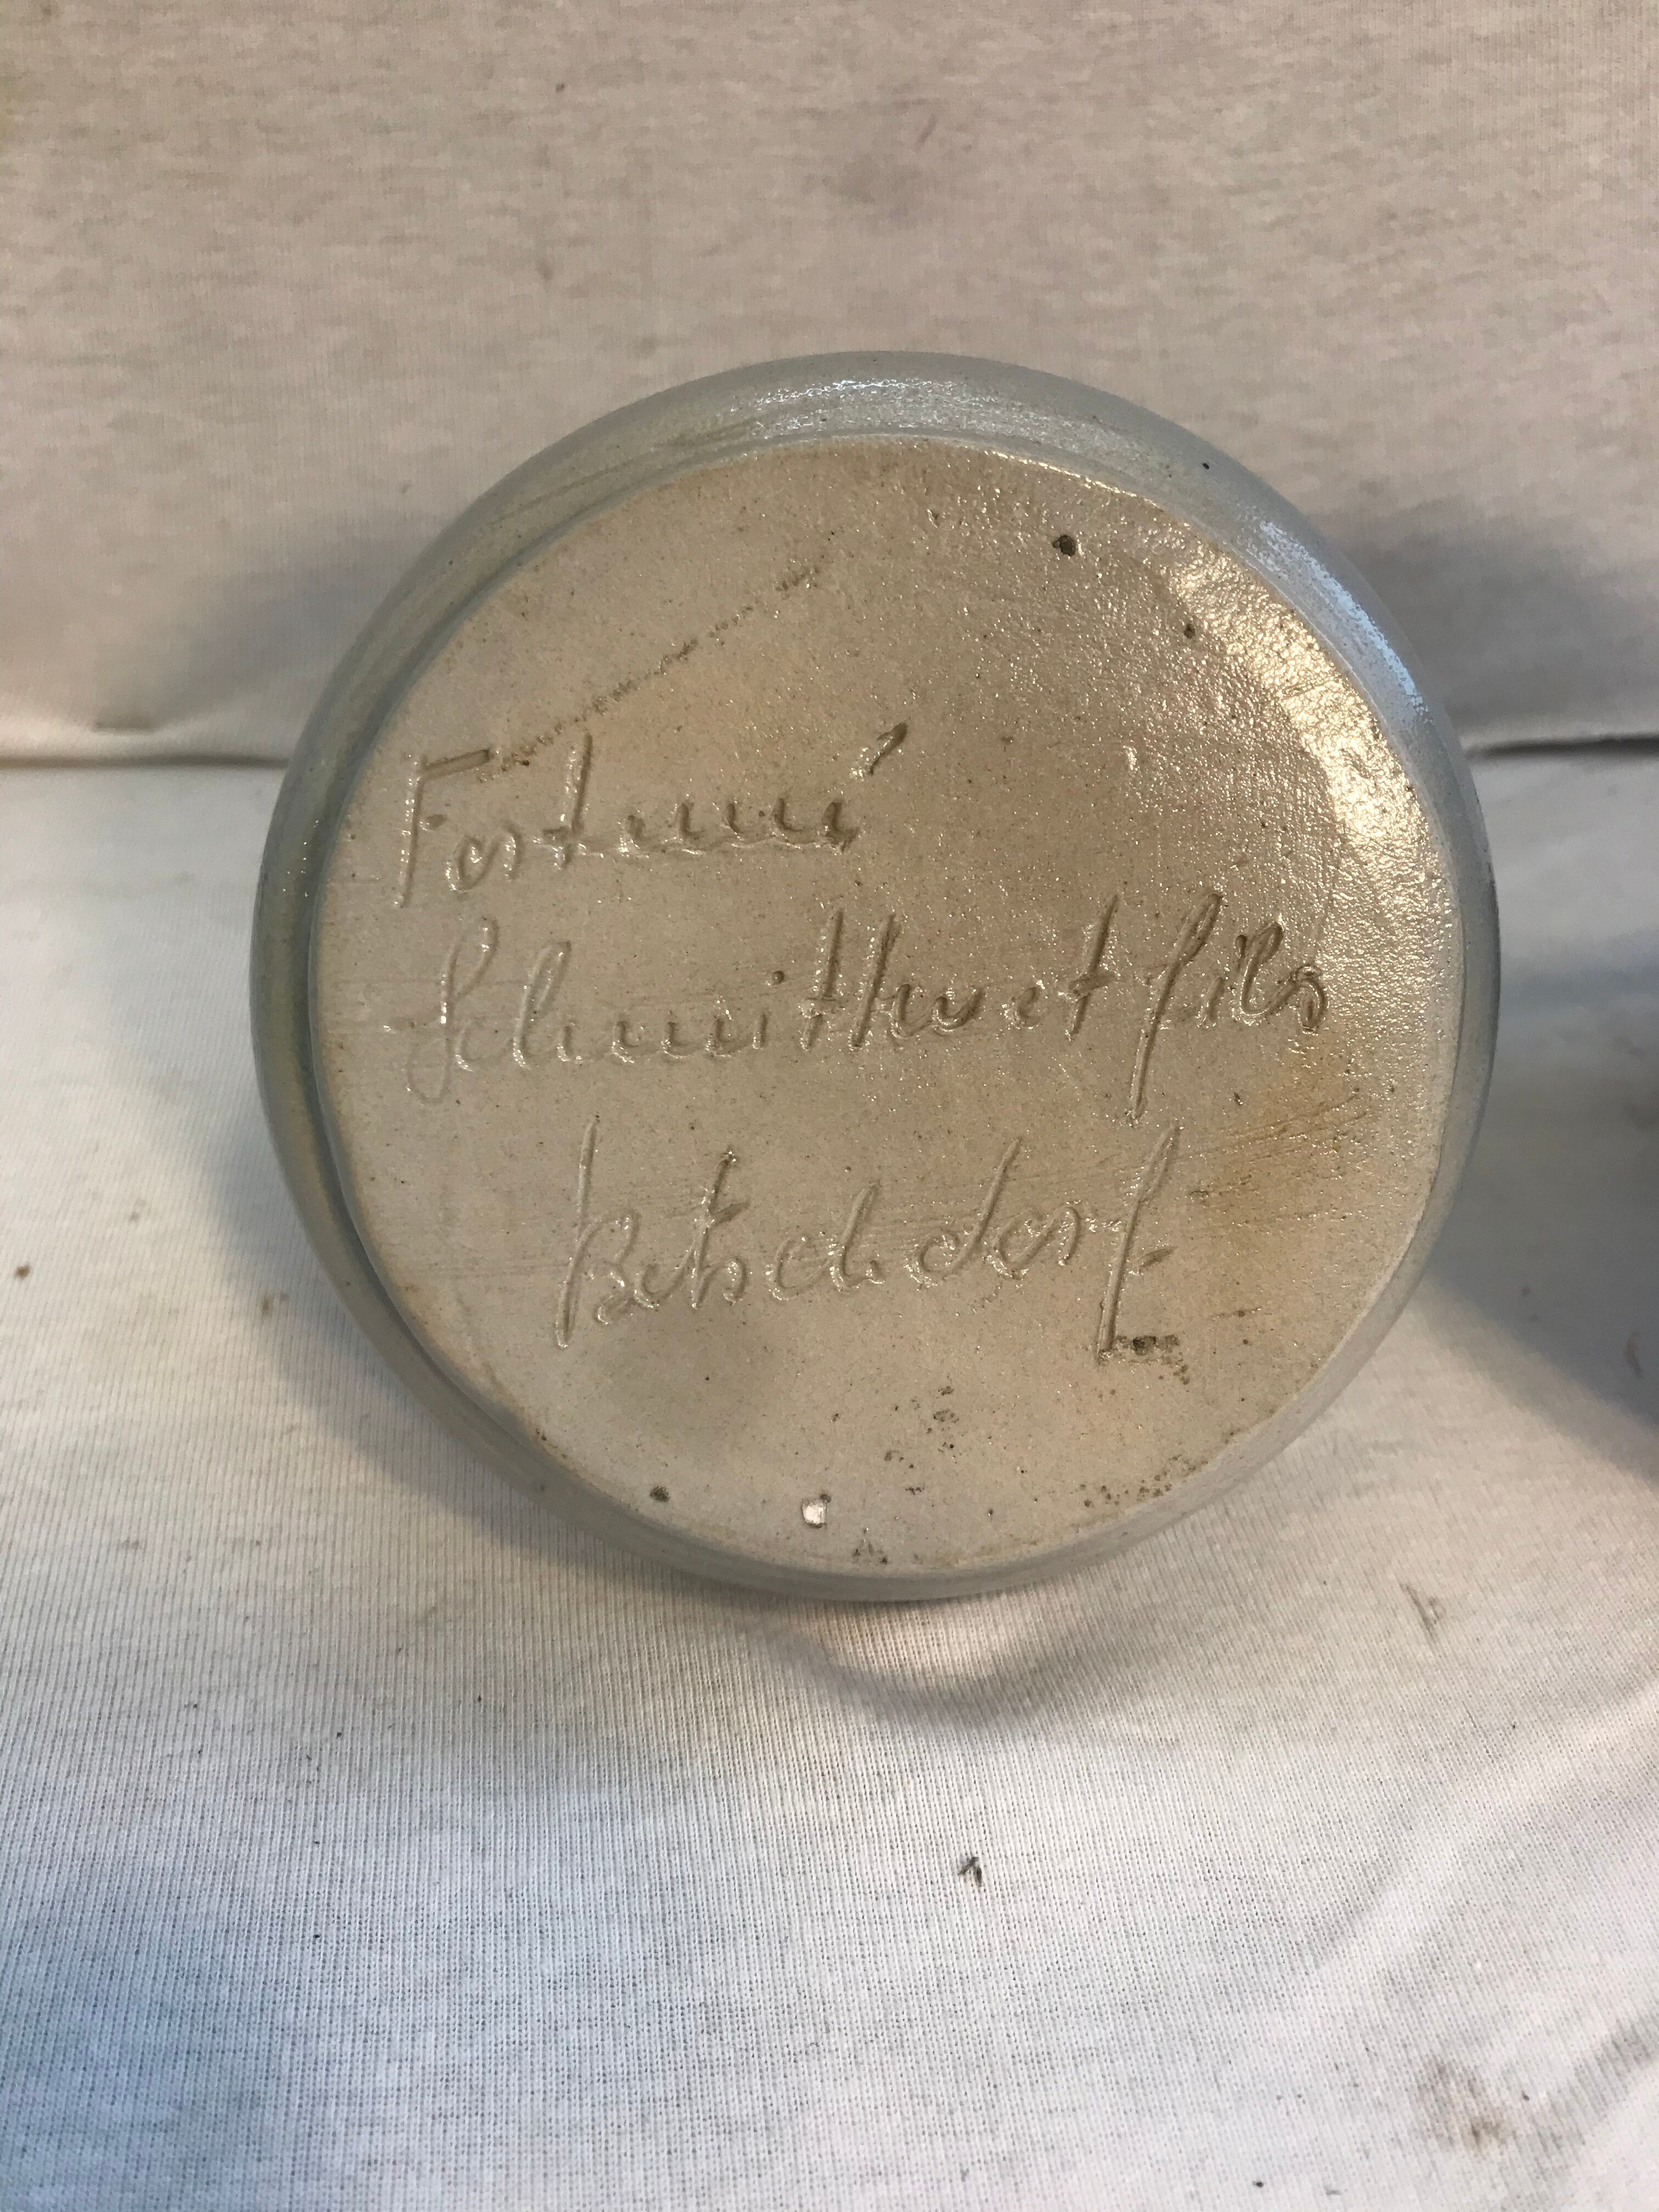 Fortuné
Schmitter et fils
Betschdorf